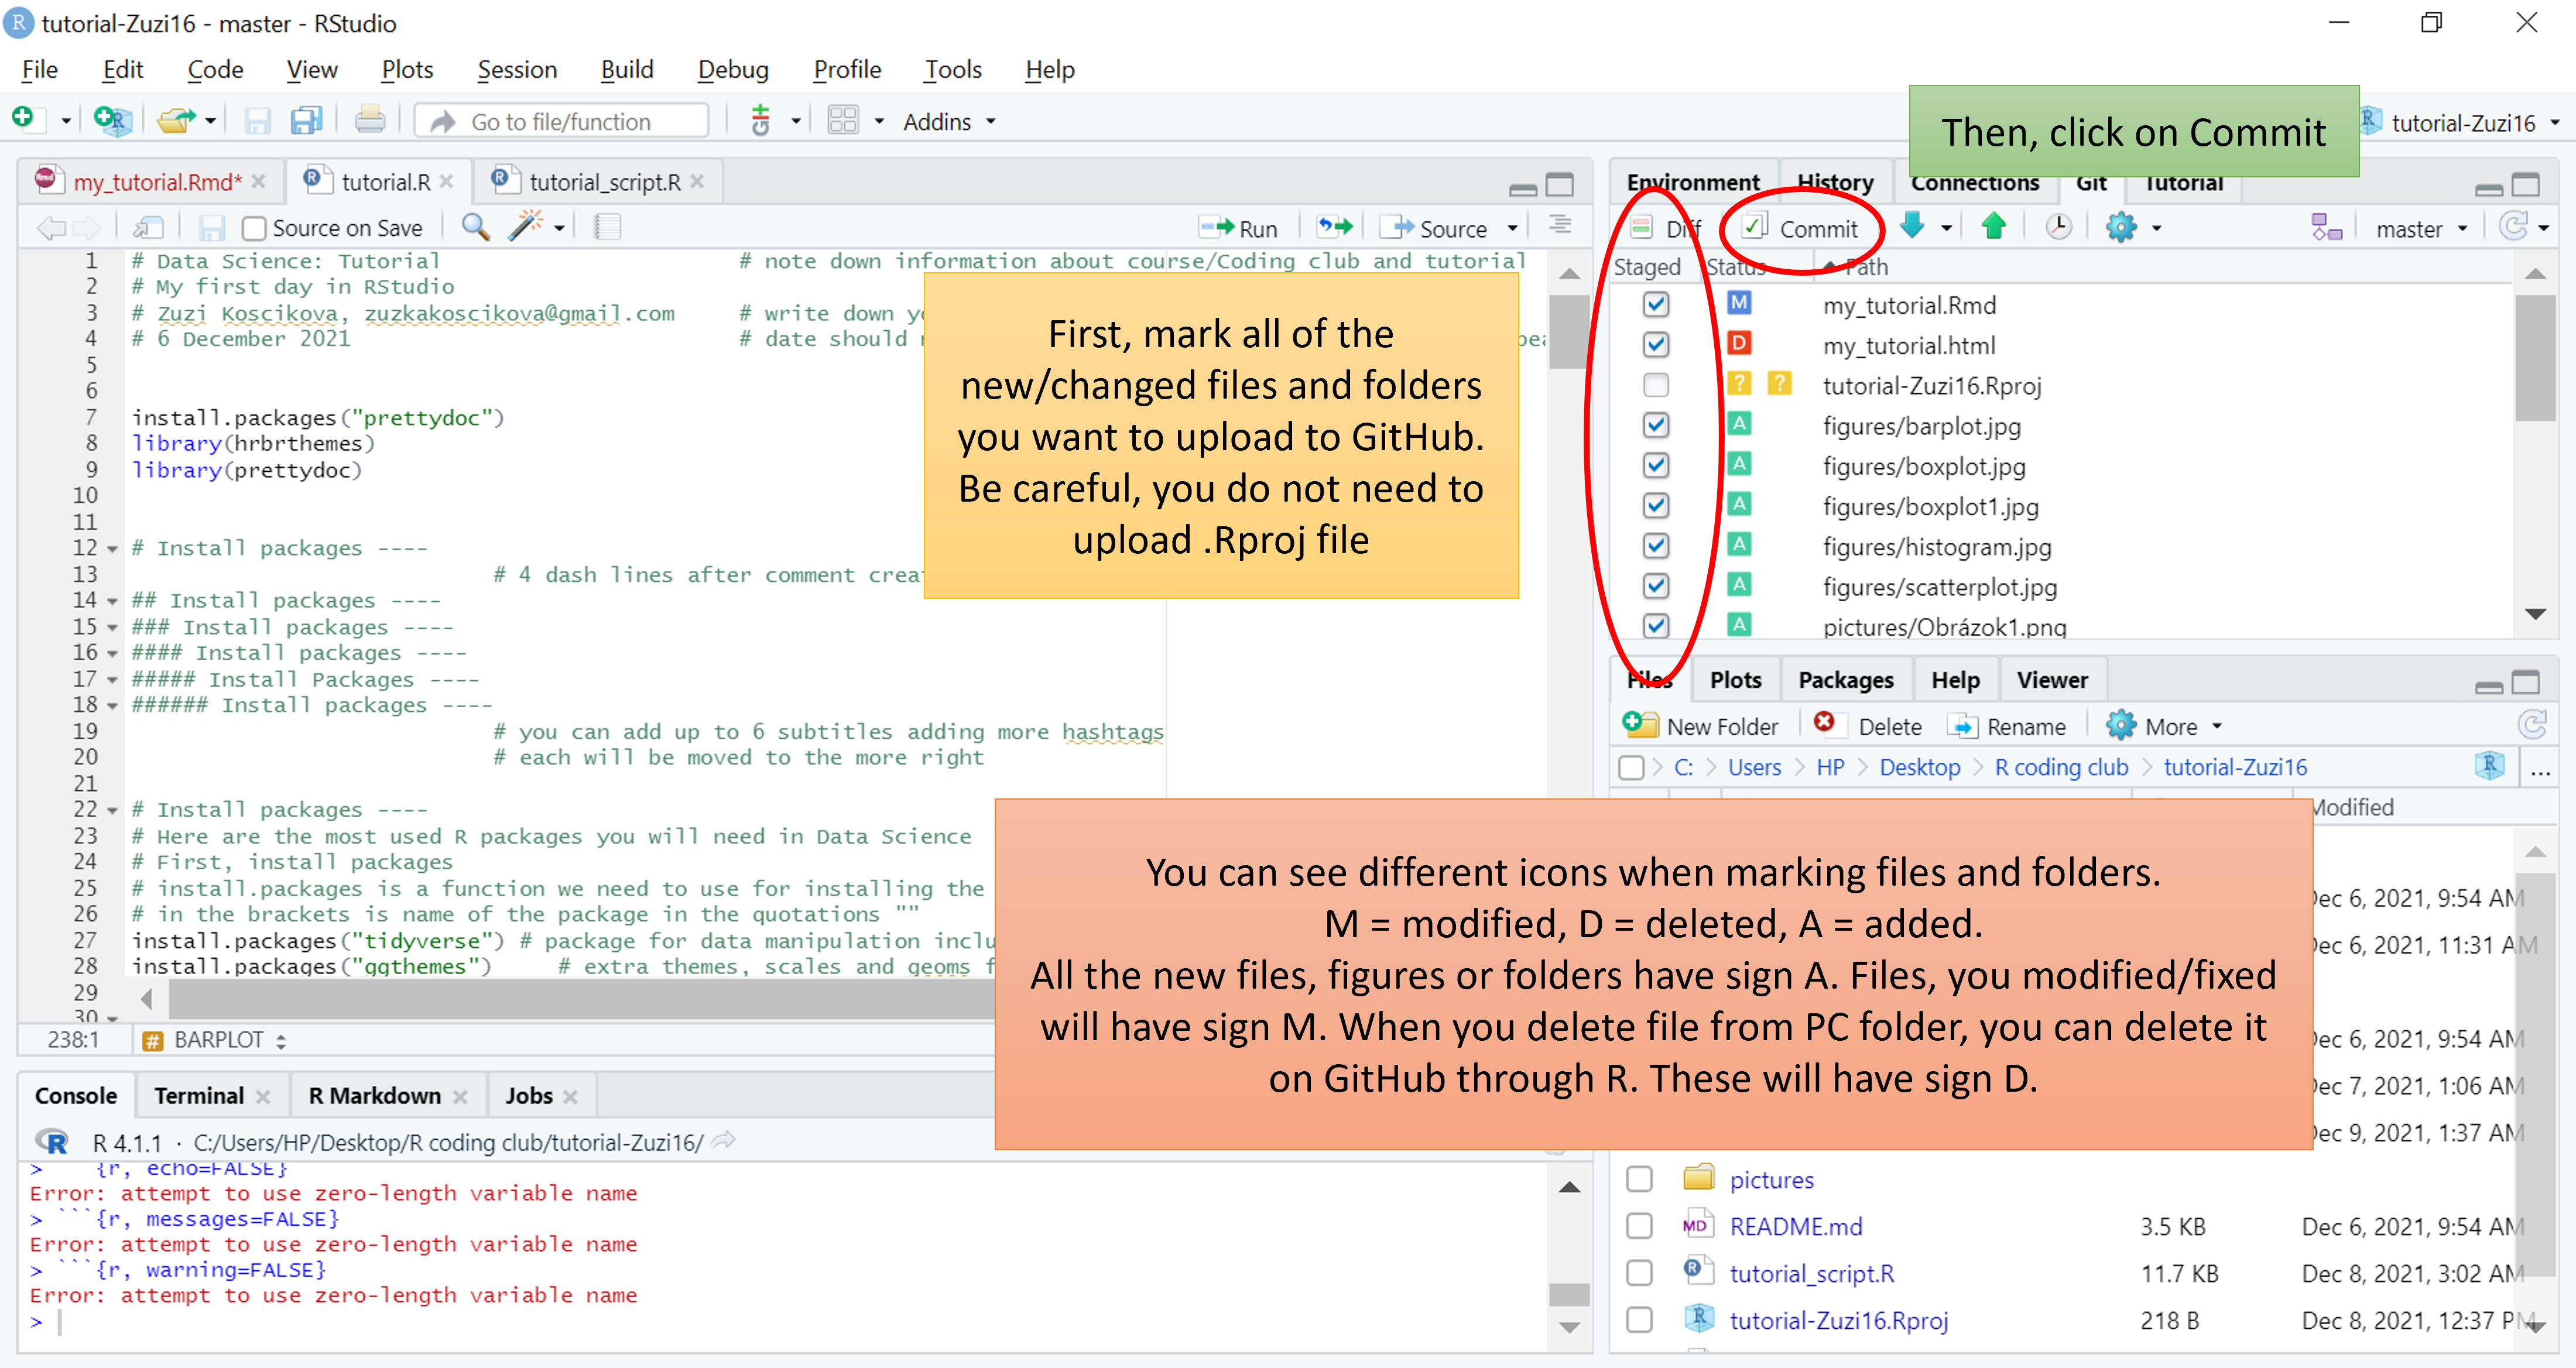 tutorial-Zuzi16 - master - RStudio
File Edit Code View Plots Session Build Debug Profile Tools Help
Go to file/function
Addins
Then, click on Commit
tutorial-Zuzi16
my_tutorial.Rmd*
tutorial.R
tutorial_script.R
Source on Save
Run
Source
1 # Data Science: Tutorial # note down information about course/Coding club and tutorial
2 # My first day in RStudio
3 # Zuzi Koscikova, zuzkakoscikova@gmail.com # write down
4 # 6 December 2021 # date should
5
6
7 install.packages("prettydoc")
8 library(hrbrthemes)
9 library(prettydoc)
10
11
12 # Install packages ----
13 # 4 dash lines after comment
14 ## Install packages ----
15 ### Install packages ----
16 #### Install packages ----
17 ##### Install Packages ----
18 ###### Install packages ----
19 # you can add up to 6 subtitles adding more hashtags
20 # each will be moved to the more right
21
22 # Install packages ----
23 # Here are the most used R packages you will need in Data Science
24 # First, install packages
25 # install.packages is a function we need to use for installing the
26 # in the brackets is name of the package in the quotations ""
27 install.packages("tidyverse") # package for data manipulation
28 install.packages("ggthemes") # extra themes, scales and geoms
29
30
238:1 # BARPLOT
First, mark all of the
new/changed files and folders
you want to upload to GitHub.
Be careful, you do not need to
upload .Rproj file
Environment History Connections Git Tutorial
Diff Commit master
Staged Status Path
M my_tutorial.Rmd
D my_tutorial.html
? ? tutorial-Zuzi16.Rproj
A figures/barplot.jpg
A figures/boxplot.jpg
A figures/boxplot1.jpg
A figures/histogram.jpg
A figures/scatterplot.jpg
A pictures/Obrázok1.png
Files Plots Packages Help Viewer
New Folder Delete Rename More
C: > Users > HP > Desktop > R coding club > tutorial-Zuzi16 ...
Modified
You can see different icons when marking files and folders.
M = modified, D = deleted, A = added.
All the new files, figures or folders have sign A. Files, you modified/fixed
will have sign M. When you delete file from PC folder, you can delete it
on GitHub through R. These will have sign D.
Dec 6, 2021, 9:54 AM
Dec 6, 2021, 11:31 AM
Dec 6, 2021, 9:54 AM
Dec 7, 2021, 1:06 AM
Dec 9, 2021, 1:37 AM
pictures
README.md 3.5 KB Dec 6, 2021, 9:54 AM
tutorial_script.R 11.7 KB Dec 8, 2021, 3:02 AM
tutorial-Zuzi16.Rproj 218 B Dec 8, 2021, 12:37 PM
Console Terminal R Markdown Jobs
R 4.1.1 · C:/Users/HP/Desktop/R coding club/tutorial-Zuzi16/
> {r, echo=FALSE}
Error: attempt to use zero-length variable name
> ```{r, messages=FALSE}
Error: attempt to use zero-length variable name
> ```{r, warning=FALSE}
Error: attempt to use zero-length variable name
>